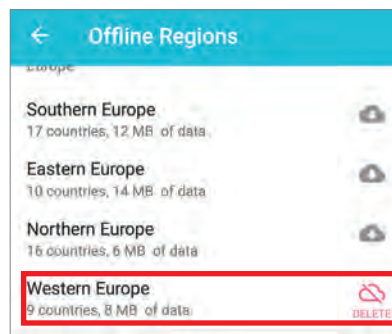 Offline Regions
Europe
Southern Europe
17 countries, 12 MB of data
Eastern Europe
10 countries, 14 MB of data
Northern Europe
16 countries, 6 MB of data
Western Europe
9 countries, 8 MB of data
DELETE